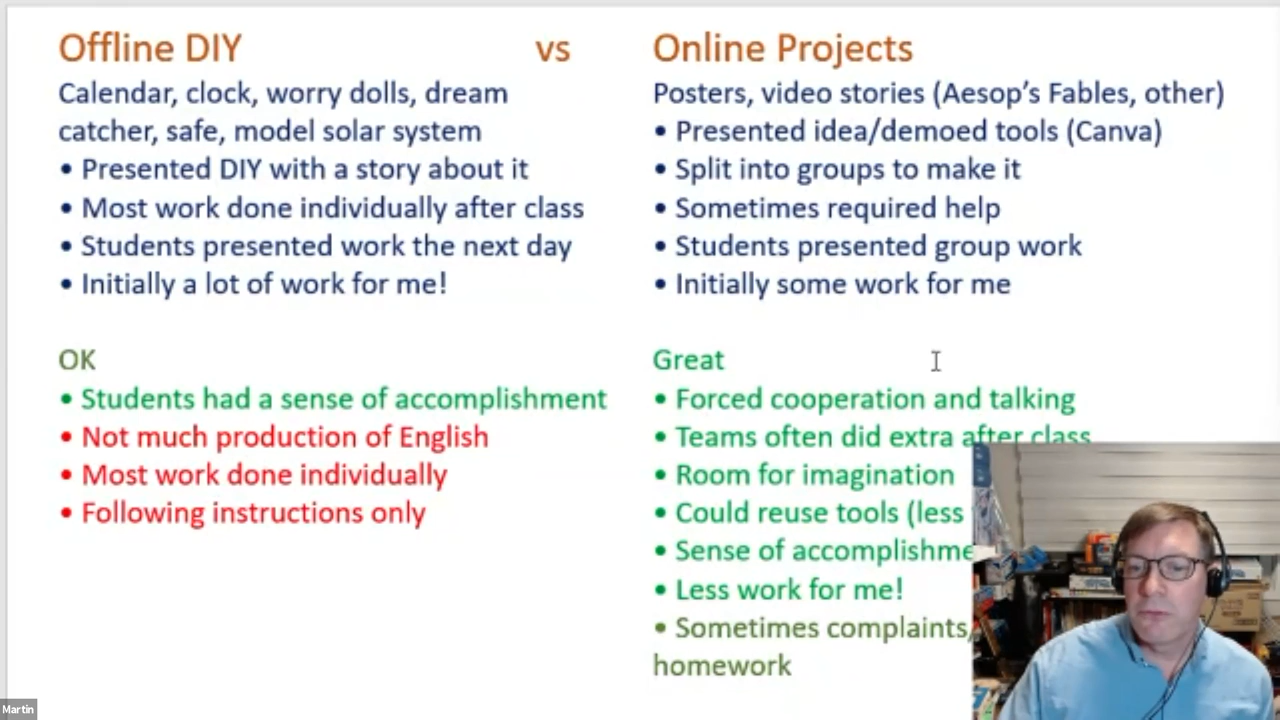 Offline DIY vs
Calendar, clock, worry dolls, dream
catcher, safe, model solar system
• Presented DIY with a story about it
• Most work done individually after class
• Students presented work the next day
• Initially a lot of work for me!
OK
• Students had a sense of accomplishment
• Not much production of English
• Most work done individually
• Following instructions only
Online Projects
Posters, video stories (Aesop's Fables, other)
• Presented idea/demoed tools (Canva)
• Split into groups to make it
• Sometimes required help
• Students presented group work
• Initially some work for me
Great
• Forced cooperation and talking
• Teams often did extra after class
• Room for imagination
• Could reuse tools (less
• Sense of
• Less work for me!
• Sometimes complaints,
homework
Martin